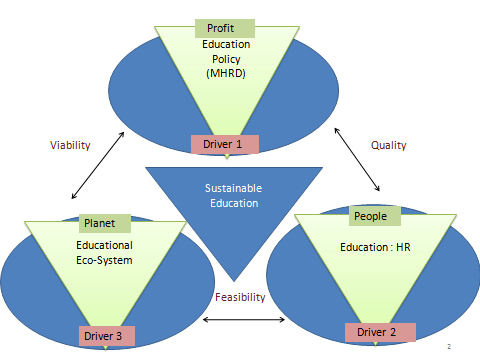 Profit
Education
Policy
(MHRD)
Driver 1
Viability
Quality
Sustainable
Education
Planet
Educational
Eco-System
Driver 3
People
Education : HR
Driver 2
Feasibility
2